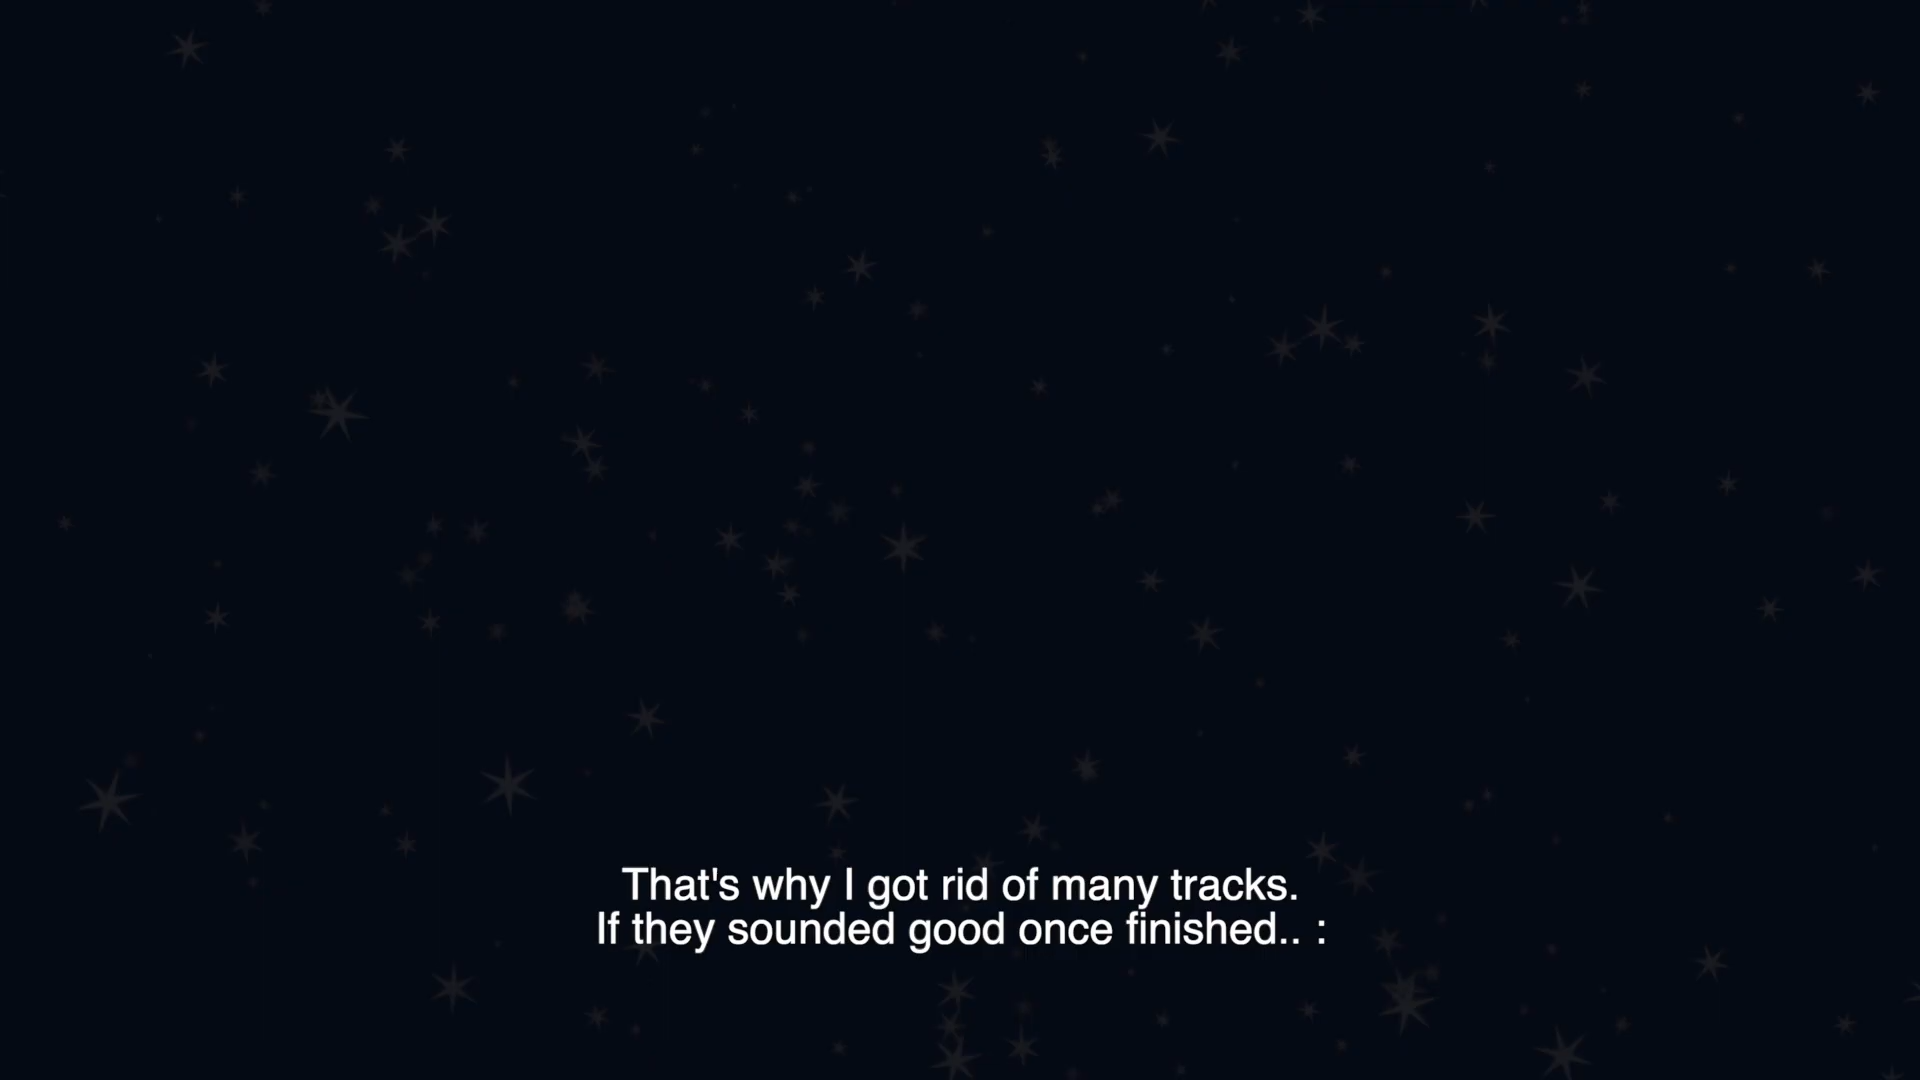 That's why I got rid of many tracks.
If they sounded good once finished.. :